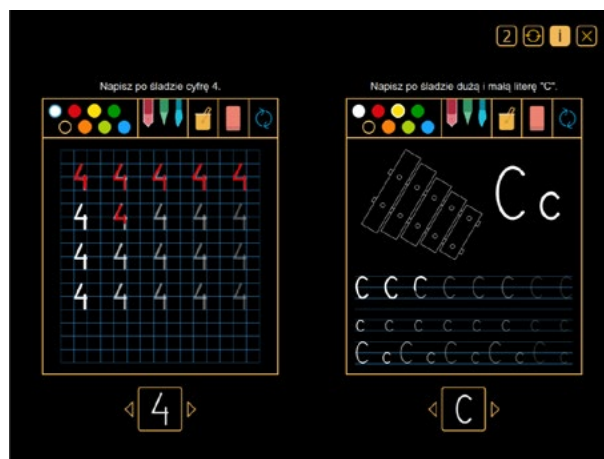 2 i
Napisz po śladzie cyfrę 4.
4 4 4 4 4
4 4 4 4 4
4 4 4 4 4
4 4 4 4 4
4
Napisz po śladzie dużą i małą literę "C".
C c
C C C C C C C C
c c c c c c c c
C c C c C c C c C c
C